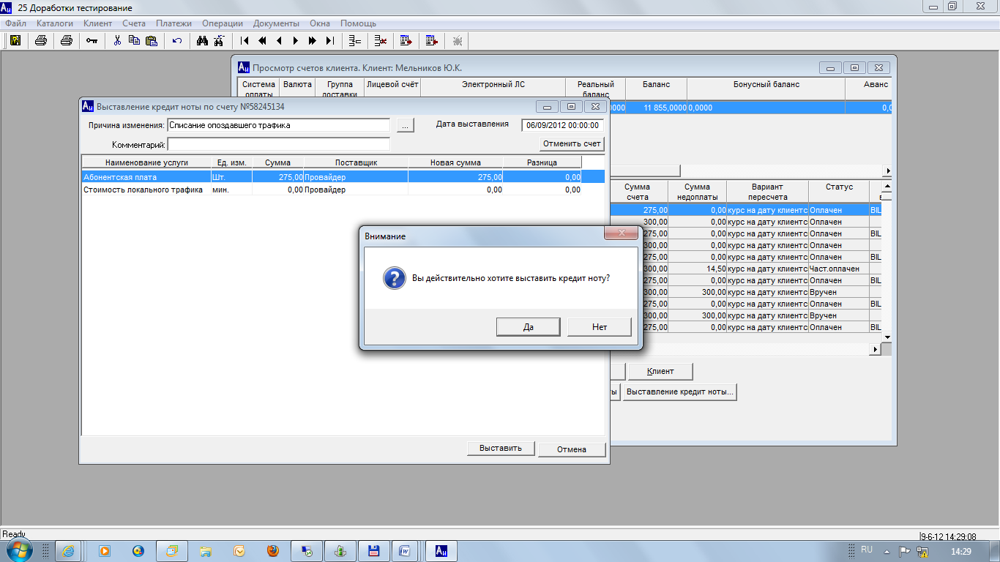 25 Доработки тестирование
Файл Каталоги Клиент Счета Платежи Операции Документы Окна Помощь
Просмотр счетов клиента. Клиент: Мельников Ю.К.
Система оплаты Валюта Группа доставки Лицевой счёт Электронный ЛС Реальный баланс Баланс Бонусный баланс Аванс
0000 11 855,0000 0,0000 0,0
Выставление кредит ноты по счету №58245134
Причина изменения: Списание опоздавшего трафика ... Дата выставления 06/09/2012 00:00:00
Комментарий: Отменить счет
Наименование услуги Ед. изм. Сумма Поставщик Новая сумма Разница
Абонентская плата Шт. 275,00 Провайдер 275,00 0,00
Стоимость локального трафика мин. 0,00 Провайдер 0,00 0,00
Сумма счета Сумма недоплаты Вариант пересчета Статус
275,00 0,00 курс на дату клиентс Оплачен BIL
300,00 0,00 курс на дату клиентс Оплачен
275,00 0,00 курс на дату клиентс Оплачен BIL
300,00 0,00 курс на дату клиентс Оплачен
275,00 0,00 курс на дату клиентс Оплачен BIL
300,00 14,50 курс на дату клиентс Част.оплачен
275,00 0,00 курс на дату клиентс Оплачен BIL
300,00 300,00 курс на дату клиентс Вручен
275,00 0,00 курс на дату клиентс Оплачен BIL
300,00 300,00 курс на дату клиентс Вручен
275,00 0,00 курс на дату клиентс Оплачен BIL
Внимание
Вы действительно хотите выставить кредит ноту?
Да Нет
Клиент
ты Выставление кредит ноты...
Выставить Отмена
Ready
9-6-12 14:29:08
RU 14:29